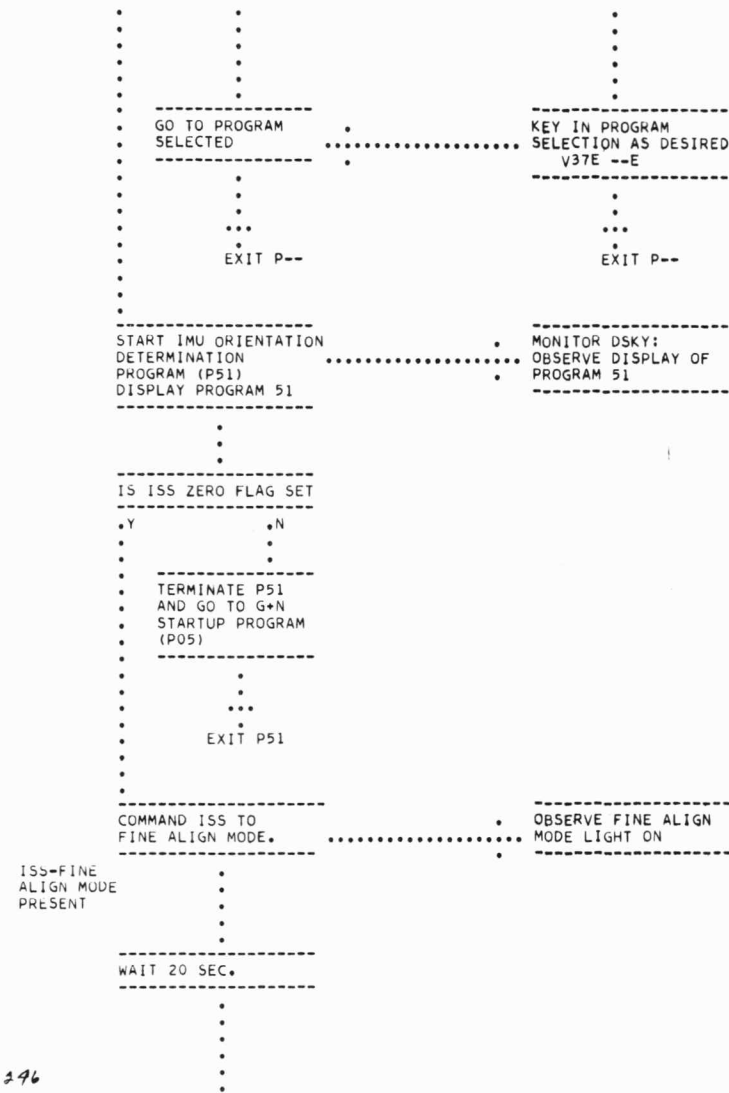 GO TO PROGRAM
SELECTED
KEY IN PROGRAM
SELECTION AS DESIRED
V37E --E
EXIT P--
EXIT P--
START IMU ORIENTATION
DETERMINATION
PROGRAM (P51)
DISPLAY PROGRAM 51
MONITOR DSKY:
OBSERVE DISPLAY OF
PROGRAM 51
IS ISS ZERO FLAG SET
Y
N
TERMINATE P51
AND GO TO G+N
STARTUP PROGRAM
(P05)
EXIT P51
COMMAND ISS TO
FINE ALIGN MODE.
OBSERVE FINE ALIGN
MODE LIGHT ON
ISS-FINE
ALIGN MODE
PRESENT
WAIT 20 SEC.
246